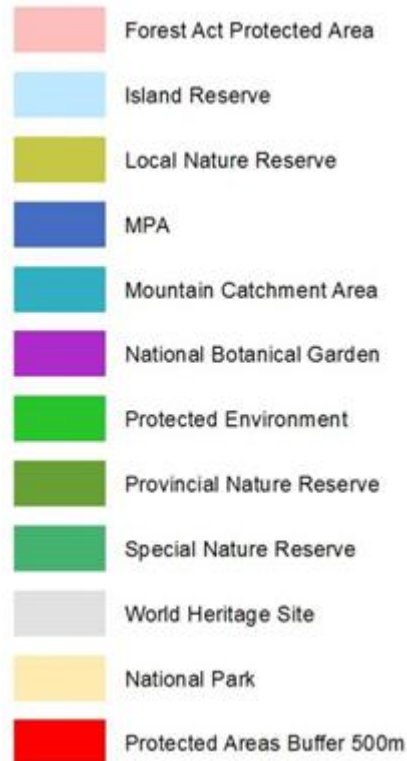 Forest Act Protected Area
Island Reserve
Local Nature Reserve
MPA
Mountain Catchment Area
National Botanical Garden
Protected Environment
Provincial Nature Reserve
Special Nature Reserve
World Heritage Site
National Park
Protected Areas Buffer 500m